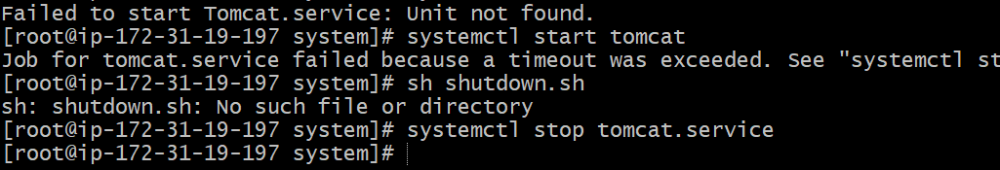 Failed to start Tomcat.service: Unit not found.
[root@ip-172-31-19-197 system]# systemctl start tomcat
Job for tomcat.service failed because a timeout was exceeded. See "systemctl st
[root@ip-172-31-19-197 system]# sh shutdown.sh
sh: shutdown.sh: No such file or directory
[root@ip-172-31-19-197 system]# systemctl stop tomcat.service
[root@ip-172-31-19-197 system]#